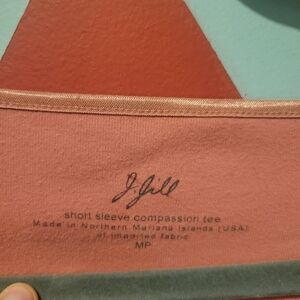 J.Jill
short sleeve compassion tee
Made in Northern Mariana Islands (USA)
of imported fabric
MP